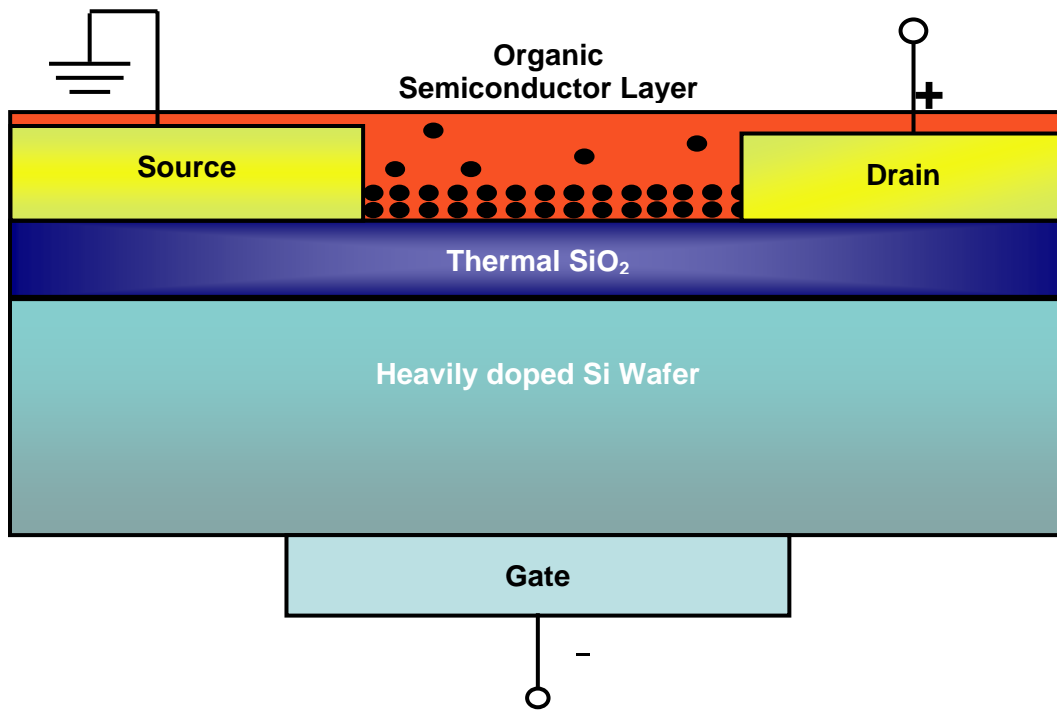 Organic
Semiconductor Layer
+
Source
Drain
Thermal SiO₂
Heavily doped Si Wafer
Gate
-